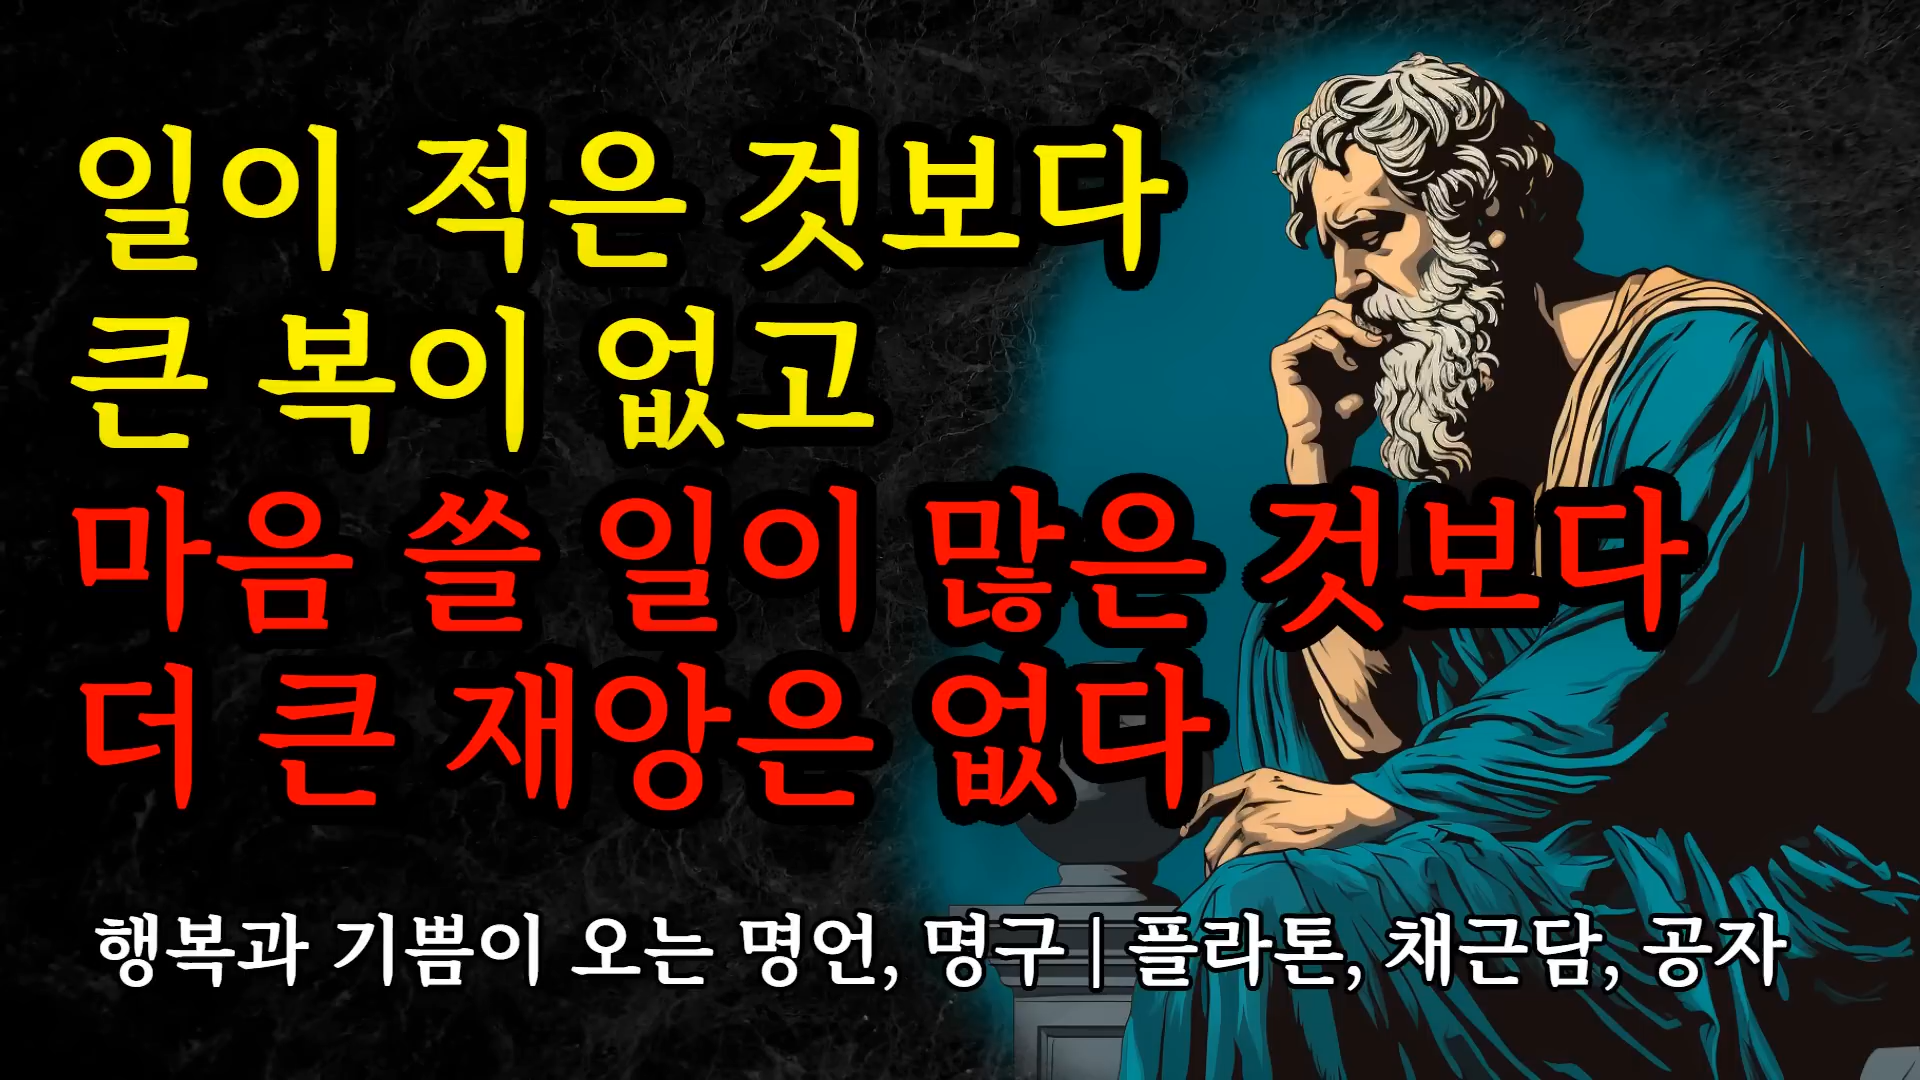 일이 적은 것보다
큰 복이 없고
마음 쓸 일이 많은 것보다
더 큰 재앙은 없다
행복과 기쁨이 오는 명언, 명구 | 플라톤, 채근담, 공자